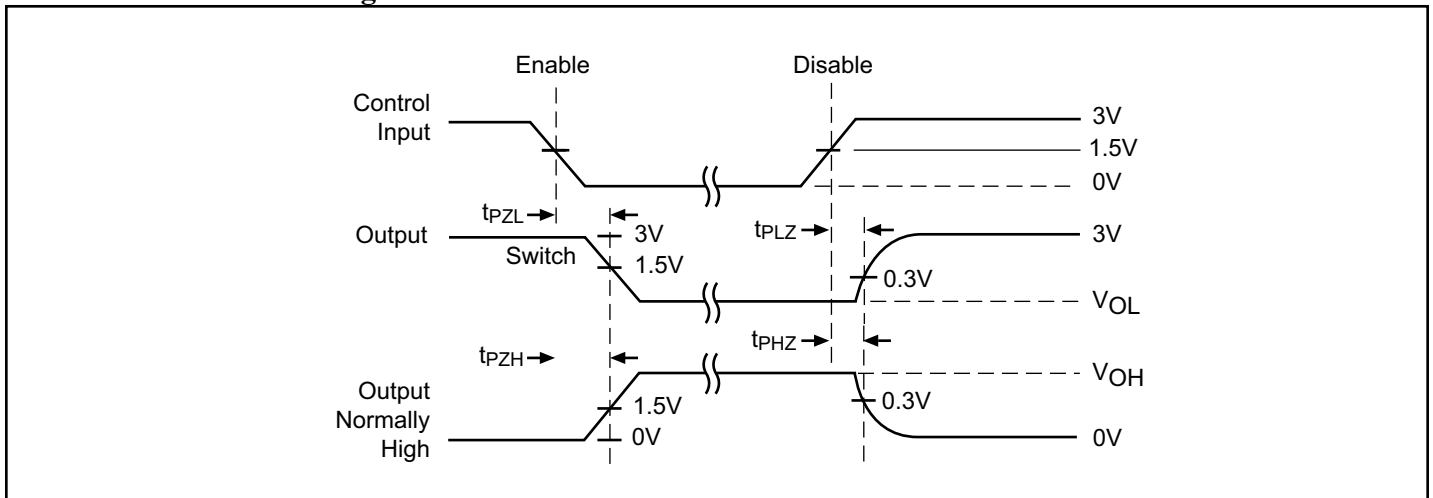 Enable Disable
Control
Input
3V
1.5V
0V
tPZL
tPLZ
Output
3V
3V
Switch
1.5V
0.3V
VOL
tPZH
tPHZ
VOH
Output
Normally
High
1.5V
0.3V
0V
0V